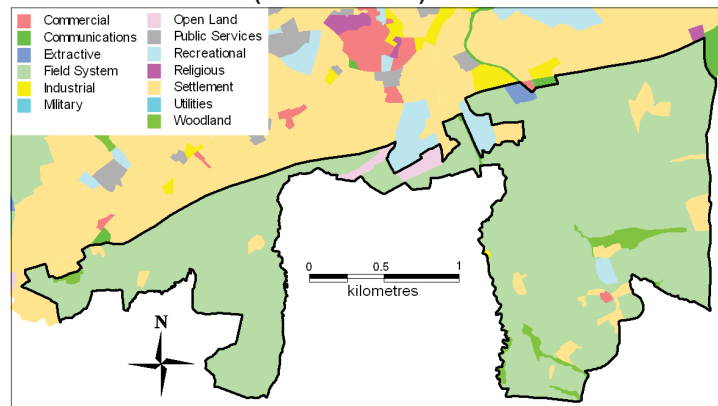 Commercial
Communications
Extractive
Field System
Industrial
Military
Open Land
Public Services
Recreational
Religious
Settlement
Utilities
Woodland
0 0.5 1
kilometres
N